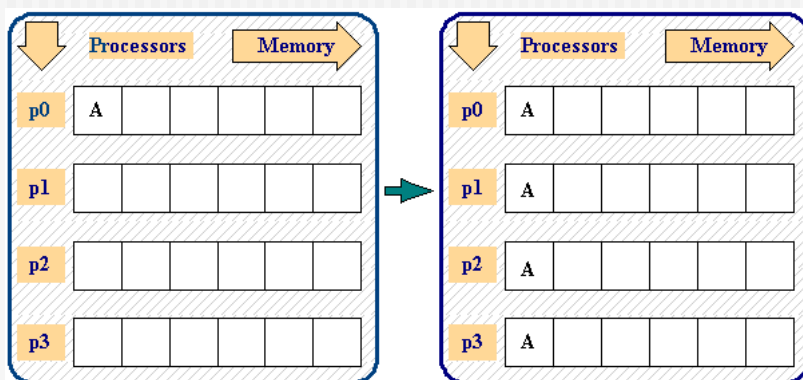 Processors Memory
p0 A
p1
p2
p3
Processors Memory
p0 A
p1 A
p2 A
p3 A